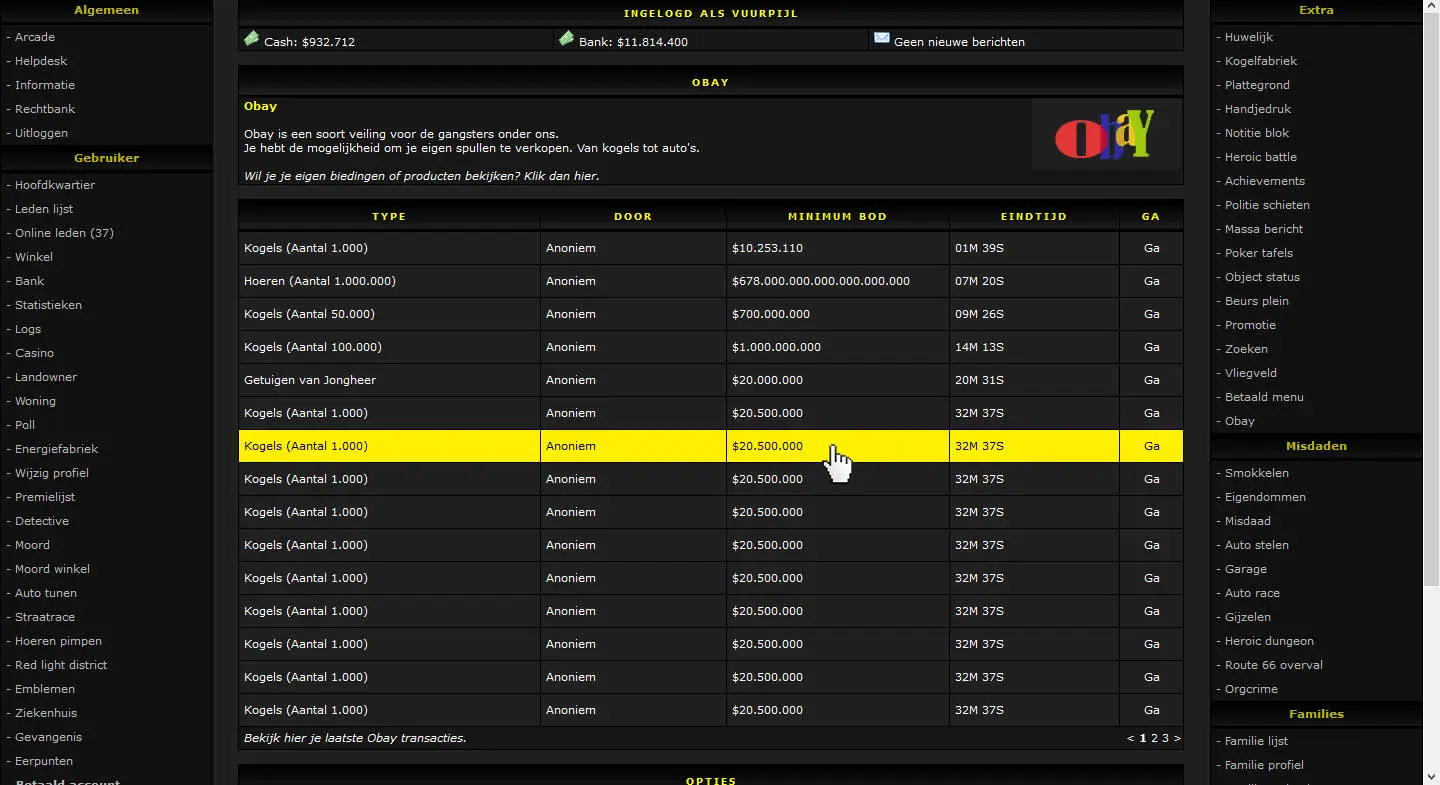 Algemeen
- Arcade
- Helpdesk
- Informatie
- Rechtbank
- Uitloggen
Gebruiker
- Hoofdkwartier
- Leden lijst
- Online leden (37)
- Winkel
- Bank
- Statistieken
- Logs
- Casino
- Landowner
- Woning
- Poll
- Energiefabriek
- Wijzig profiel
- Premielijst
- Detective
- Moord
- Moord winkel
- Auto tunen
- Straatrace
- Hoeren pimpen
- Red light district
- Emblemen
- Ziekenhuis
- Gevangenis
- Eerpunten
- Betaald account
INGELOGD ALS VUURPIJL
Cash: $932.712 Bank: $11.814.400 Geen nieuwe berichten
OBAY
Obay
Obay is een soort veiling voor de gangsters onder ons.
Je hebt de mogelijkheid om je eigen spullen te verkopen. Van kogels tot auto's.
Wil je je eigen biedingen of producten bekijken? Klik dan hier.
ObaY
TYPE DOOR MINIMUM BOD EINDTIJD GA
Kogels (Aantal 1.000) Anoniem $10.253.110 01M 39S Ga
Hoeren (Aantal 1.000.000) Anoniem $678.000.000.000.000.000.000 07M 20S Ga
Kogels (Aantal 50.000) Anoniem $700.000.000 09M 26S Ga
Kogels (Aantal 100.000) Anoniem $1.000.000.000 14M 13S Ga
Getuigen van Jongheer Anoniem $20.000.000 20M 31S Ga
Kogels (Aantal 1.000) Anoniem $20.500.000 32M 37S Ga
Kogels (Aantal 1.000) Anoniem $20.500.000 32M 37S Ga
Kogels (Aantal 1.000) Anoniem $20.500.000 32M 37S Ga
Kogels (Aantal 1.000) Anoniem $20.500.000 32M 37S Ga
Kogels (Aantal 1.000) Anoniem $20.500.000 32M 37S Ga
Kogels (Aantal 1.000) Anoniem $20.500.000 32M 37S Ga
Kogels (Aantal 1.000) Anoniem $20.500.000 32M 37S Ga
Kogels (Aantal 1.000) Anoniem $20.500.000 32M 37S Ga
Kogels (Aantal 1.000) Anoniem $20.500.000 32M 37S Ga
Kogels (Aantal 1.000) Anoniem $20.500.000 32M 37S Ga
Bekijk hier je laatste Obay transacties. < 1 2 3 >
OPTIES
Extra
- Huwelijk
- Kogelfabriek
- Plattegrond
- Handjedruk
- Notitie blok
- Heroic battle
- Achievements
- Politie schieten
- Massa bericht
- Poker tafels
- Object status
- Beurs plein
- Promotie
- Zoeken
- Vliegveld
- Betaald menu
- Obay
Misdaden
- Smokkelen
- Eigendommen
- Misdaad
- Auto stelen
- Garage
- Auto race
- Gijzelen
- Heroic dungeon
- Route 66 overval
- Orgcrime
Families
- Familie lijst
- Familie profiel